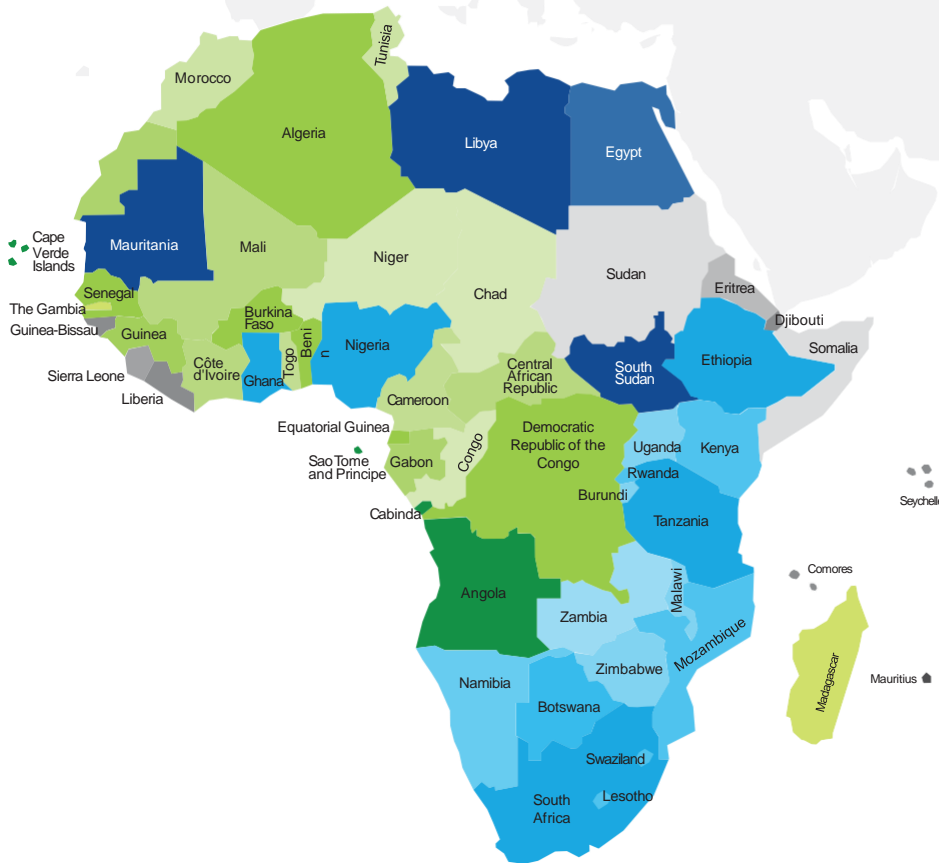 Tunisia
Morocco
Algeria
Libya
Egypt
Cape
Verde
Islands
Mauritania
Mali
Niger
Chad
Sudan
Eritrea
Djibouti
Somalia
Senegal
The Gambia
Guinea-Bissau
Guinea
Sierra Leone
Liberia
Côte
d'Ivoire
Burkina
Faso
Ghana
Togo
Beni
n
Nigeria
Cameroon
Central
African
Republic
South
Sudan
Ethiopia
Equatorial Guinea
Sao Tome
and Principe
Gabon
Congo
Democratic
Republic of the
Congo
Uganda
Kenya
Rwanda
Burundi
Tanzania
Seychelle
Cabinda
Angola
Zambia
Malawi
Mozambique
Comores
Madagascar
Mauritius
Zimbabwe
Namibia
Botswana
Swaziland
Lesotho
South
Africa